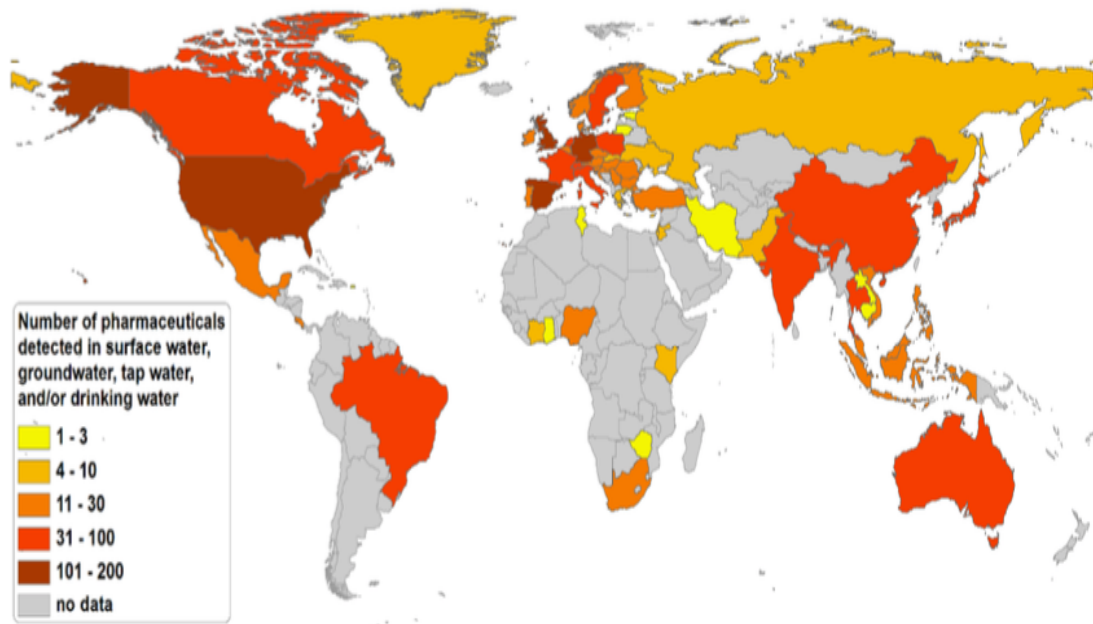 Number of pharmaceuticals
detected in surface water,
groundwater, tap water,
and/or drinking water
1 - 3
4 - 10
11 - 30
31 - 100
101 - 200
no data